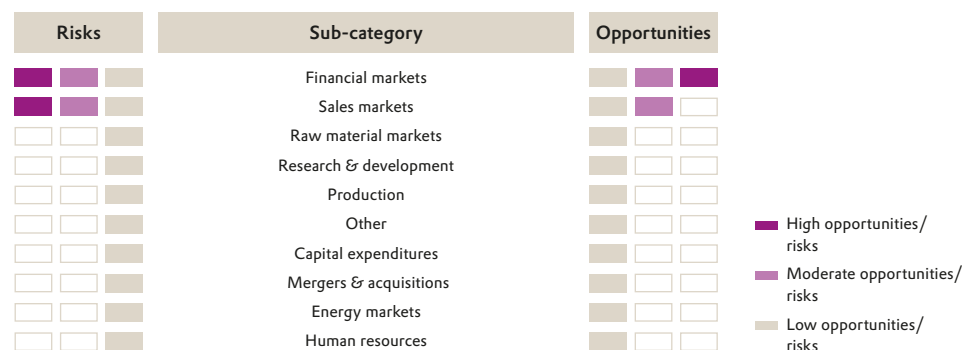 Risks
Sub-category
Opportunities
Financial markets
Sales markets
Raw material markets
Research & development
Production
Other
Capital expenditures
Mergers & acquisitions
Energy markets
Human resources
High opportunities/
risks
Moderate opportunities/
risks
Low opportunities/
risks